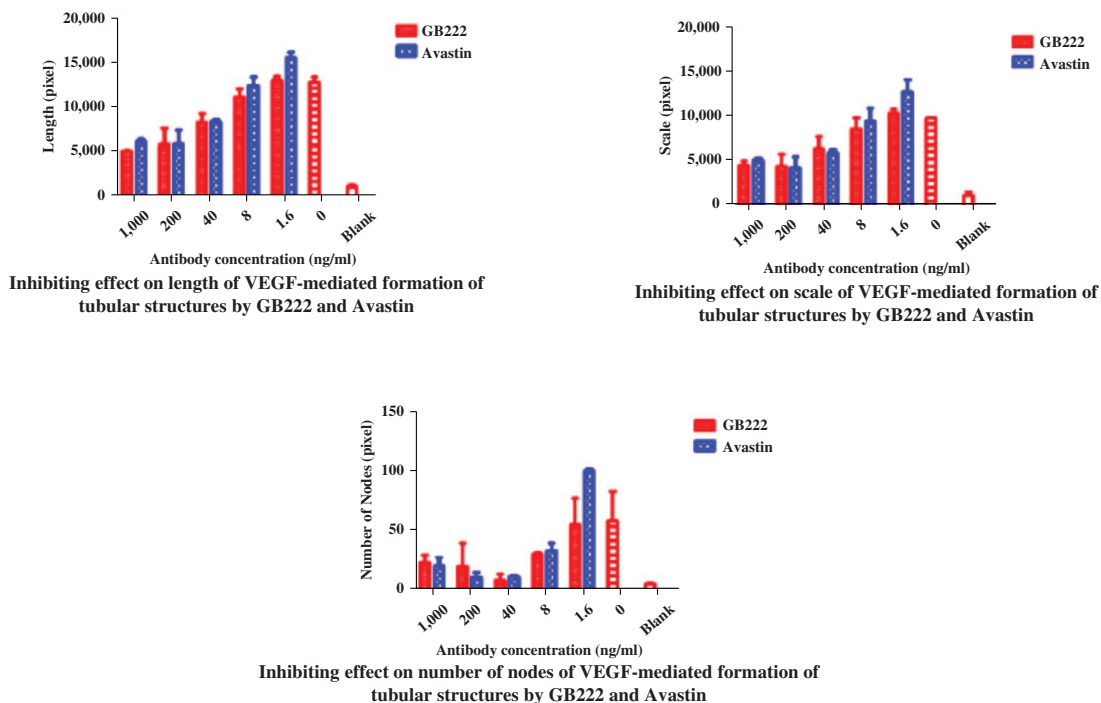 20,000
15,000
10,000
5,000
0
Length (pixel)
GB222
Avastin
1,000
200
40
8
1.6
0
Blank
Antibody concentration (ng/ml)
Inhibiting effect on length of VEGF-mediated formation of
tubular structures by GB222 and Avastin
20,000
15,000
10,000
5,000
0
Scale (pixel)
GB222
Avastin
1,000
200
40
8
1.6
0
Blank
Antibody concentration (ng/ml)
Inhibiting effect on scale of VEGF-mediated formation of
tubular structures by GB222 and Avastin
150
100
50
0
Number of Nodes (pixel)
GB222
Avastin
1,000
200
40
8
1.6
0
Blank
Antibody concentration (ng/ml)
Inhibiting effect on number of nodes of VEGF-mediated formation of
tubular structures by GB222 and Avastin